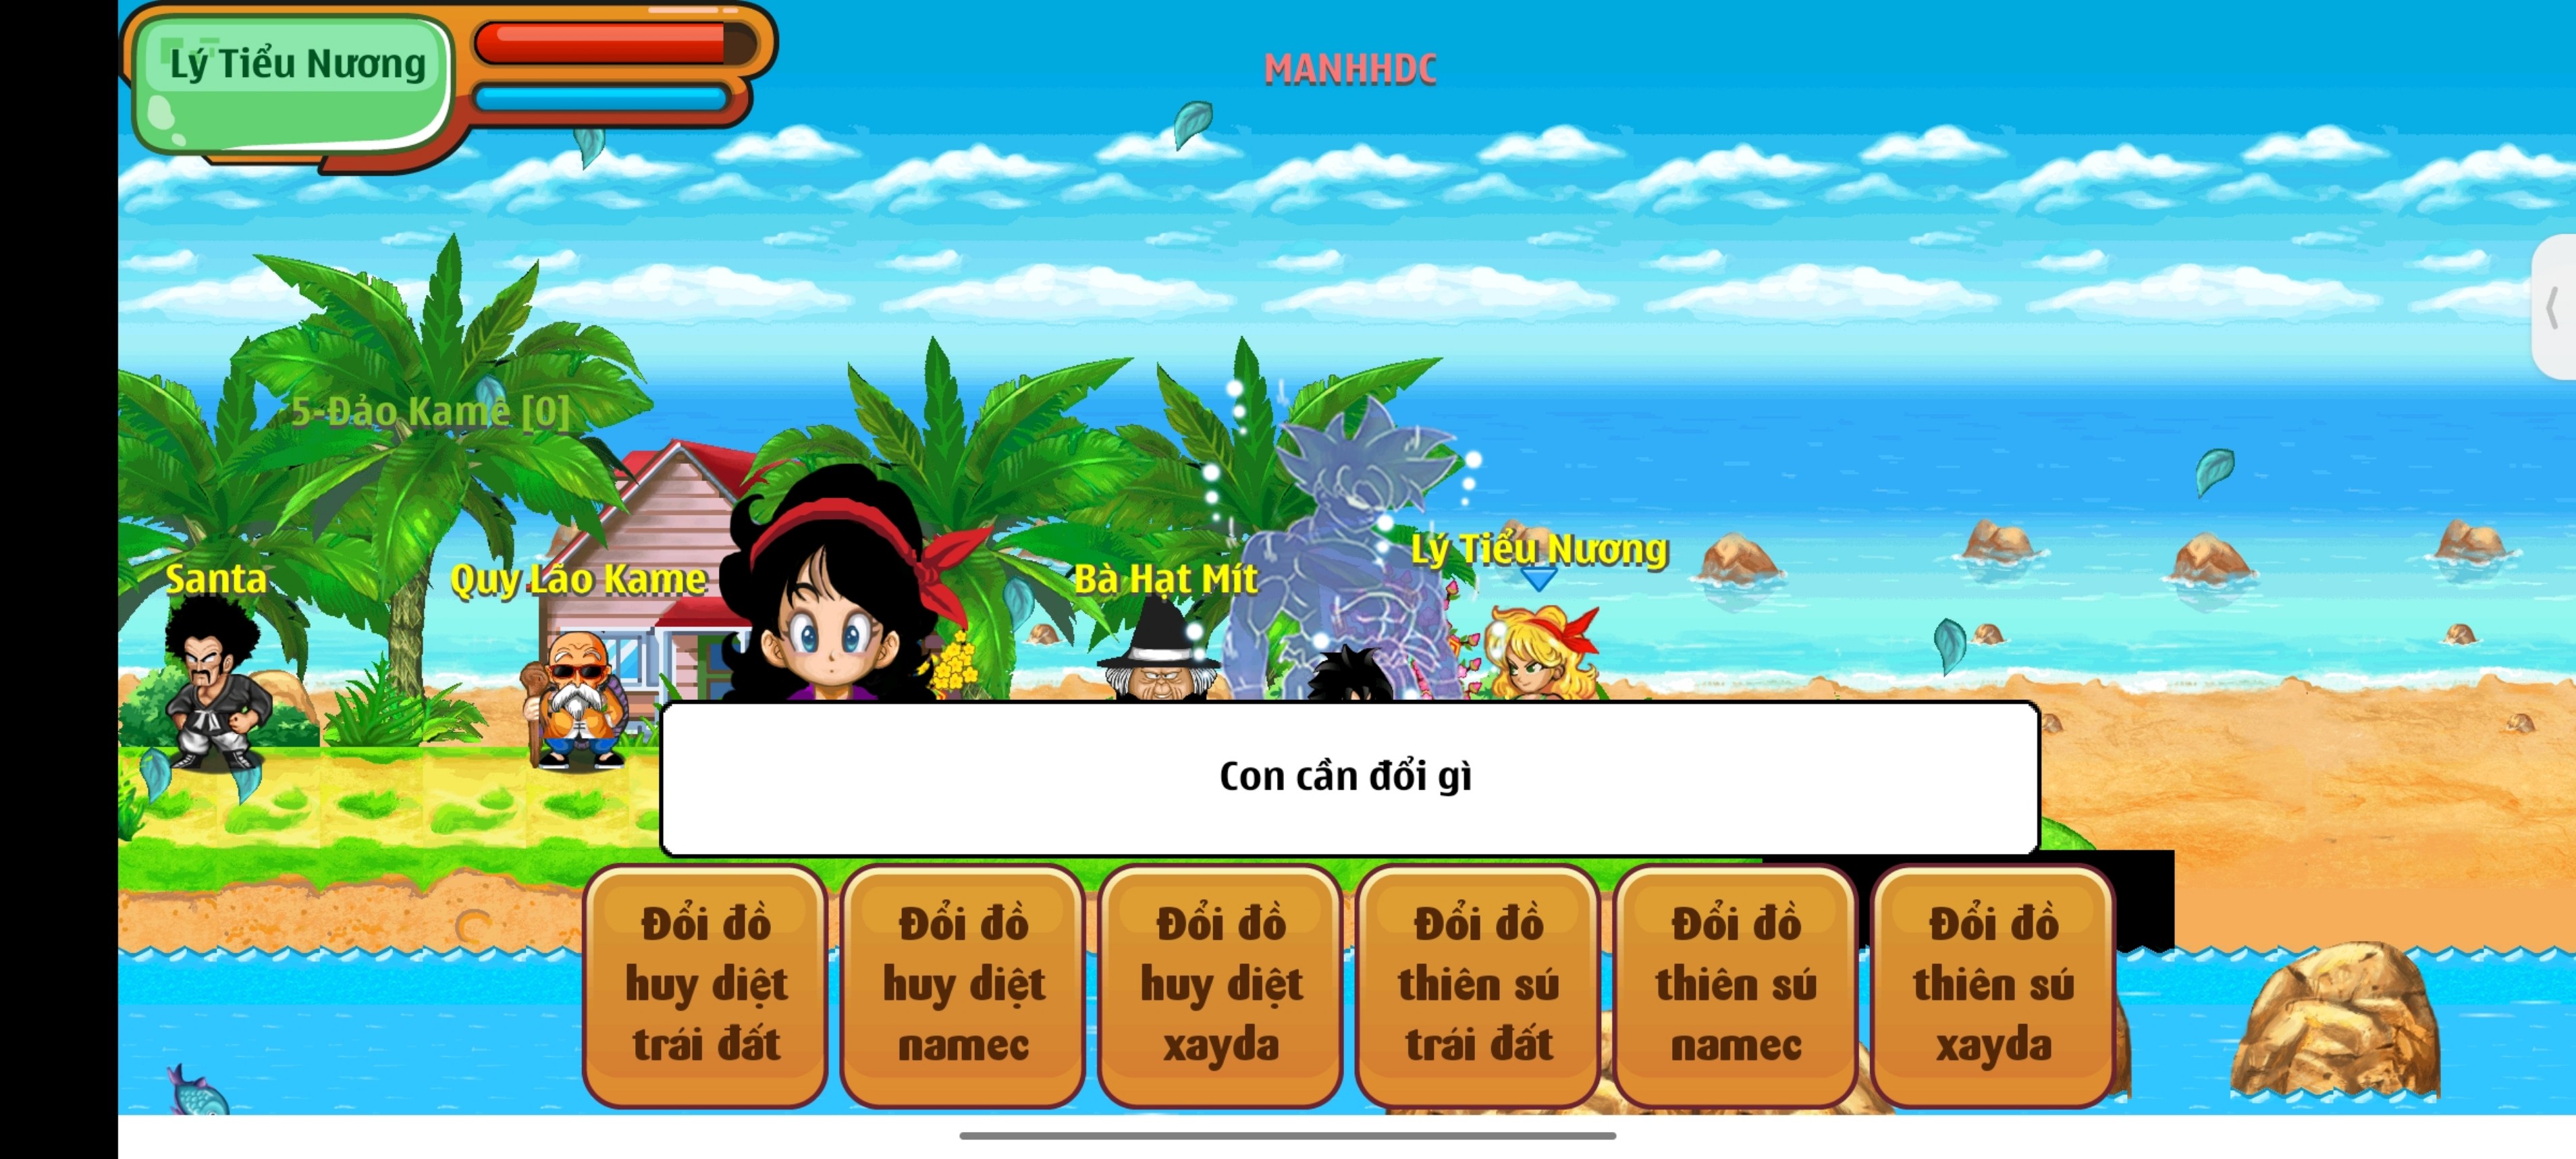 Lý Tiểu Nương
MANHHDC
5-Đảo Kamê [0]
Santa
Quy Lão Kame
Bà Hạt Mít
Lý Tiểu Nương
Con cần đổi gì
Đổi đồ
huy diệt
trái đất
Đổi đồ
huy diệt
namec
Đổi đồ
huy diệt
xayda
Đổi đồ
thiên sú
trái đất
Đổi đồ
thiên sú
namec
Đổi đồ
thiên sú
xayda